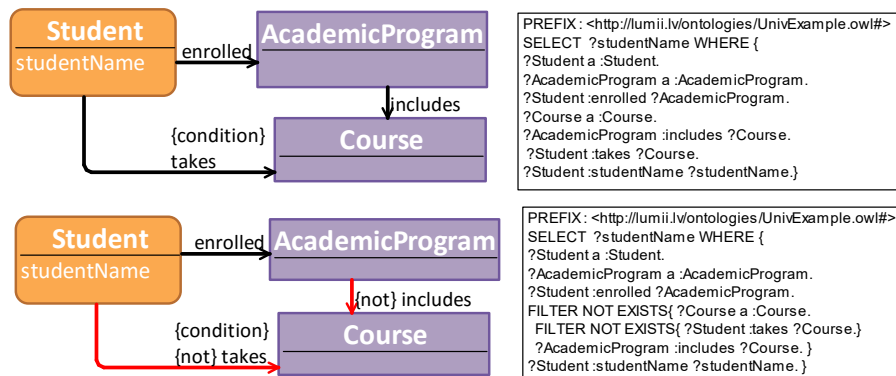 Student
studentName
enrolled
AcademicProgram
includes
{condition}
takes
Course
PREFIX : <http://lumii.lv/ontologies/UnivExample.owl#>
SELECT ?studentName WHERE {
?Student a :Student.
?AcademicProgram a :AcademicProgram.
?Student :enrolled ?AcademicProgram.
?Course a :Course.
?AcademicProgram :includes ?Course.
?Student :takes ?Course.
?Student :studentName ?studentName.}
Student
studentName
enrolled
AcademicProgram
{not} includes
{condition}
{not} takes
Course
PREFIX : <http://lumii.lv/ontologies/UnivExample.owl#>
SELECT ?studentName WHERE {
?Student a :Student.
?AcademicProgram a :AcademicProgram.
?Student :enrolled ?AcademicProgram.
FILTER NOT EXISTS{ ?Course a :Course.
FILTER NOT EXISTS{ ?Student :takes ?Course.}
?AcademicProgram :includes ?Course. }
?Student :studentName ?studentName. }